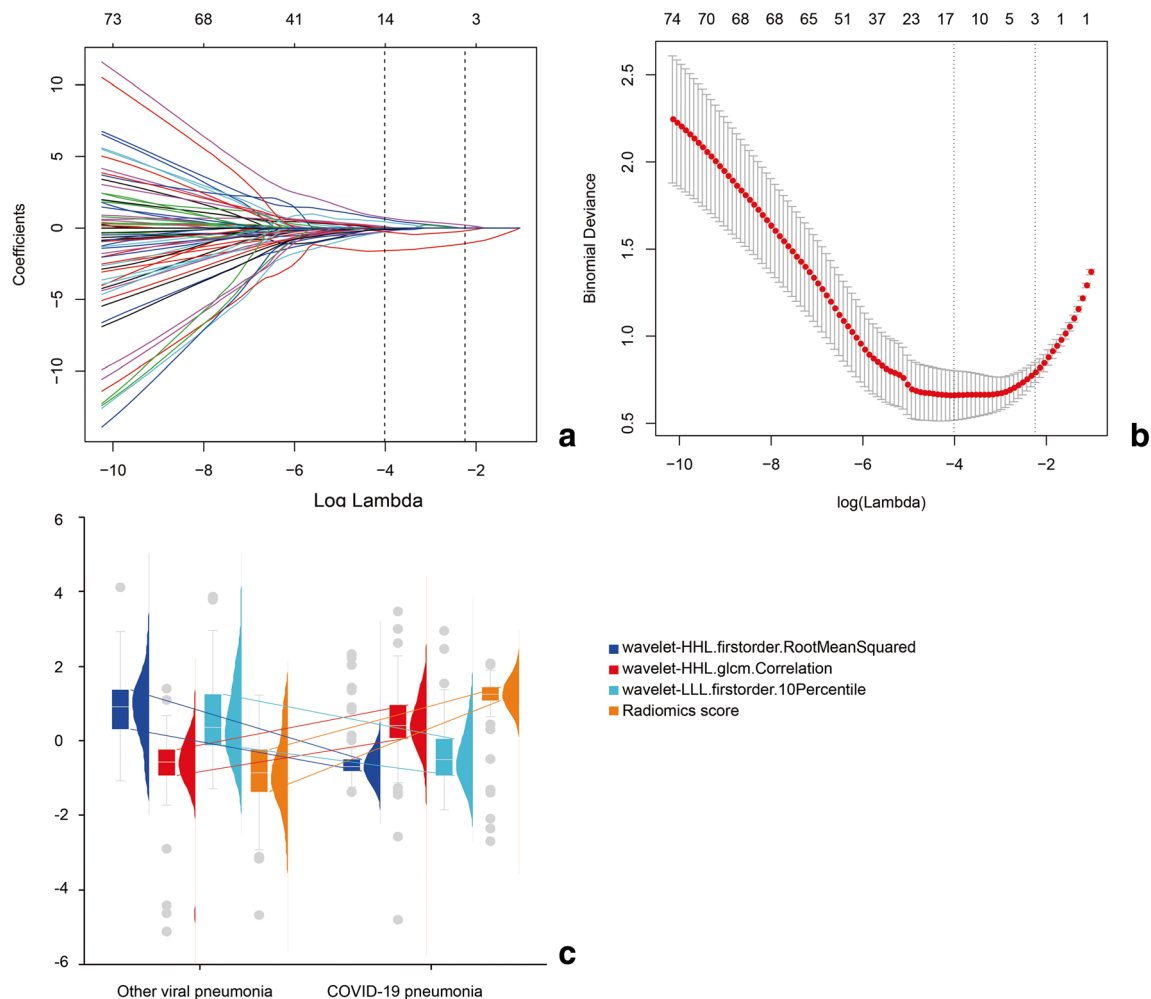 73 68 41 14 3
10
5
0
−5
−10
Coefficients
−10 −8 −6 −4 −2
Log Lambda
a
74 70 68 68 65 51 37 23 17 10 5 3 1 1
2.5
2.0
1.5
1.0
0.5
Binomial Deviance
−10 −8 −6 −4 −2
log(Lambda)
b
6
4
2
0
-2
-4
-6
Other viral pneumonia COVID-19 pneumonia
wavelet-HHL.firstorder.RootMeanSquared
wavelet-HHL.glcm.Correlation
wavelet-LLL.firstorder.10Percentile
Radiomics score
c